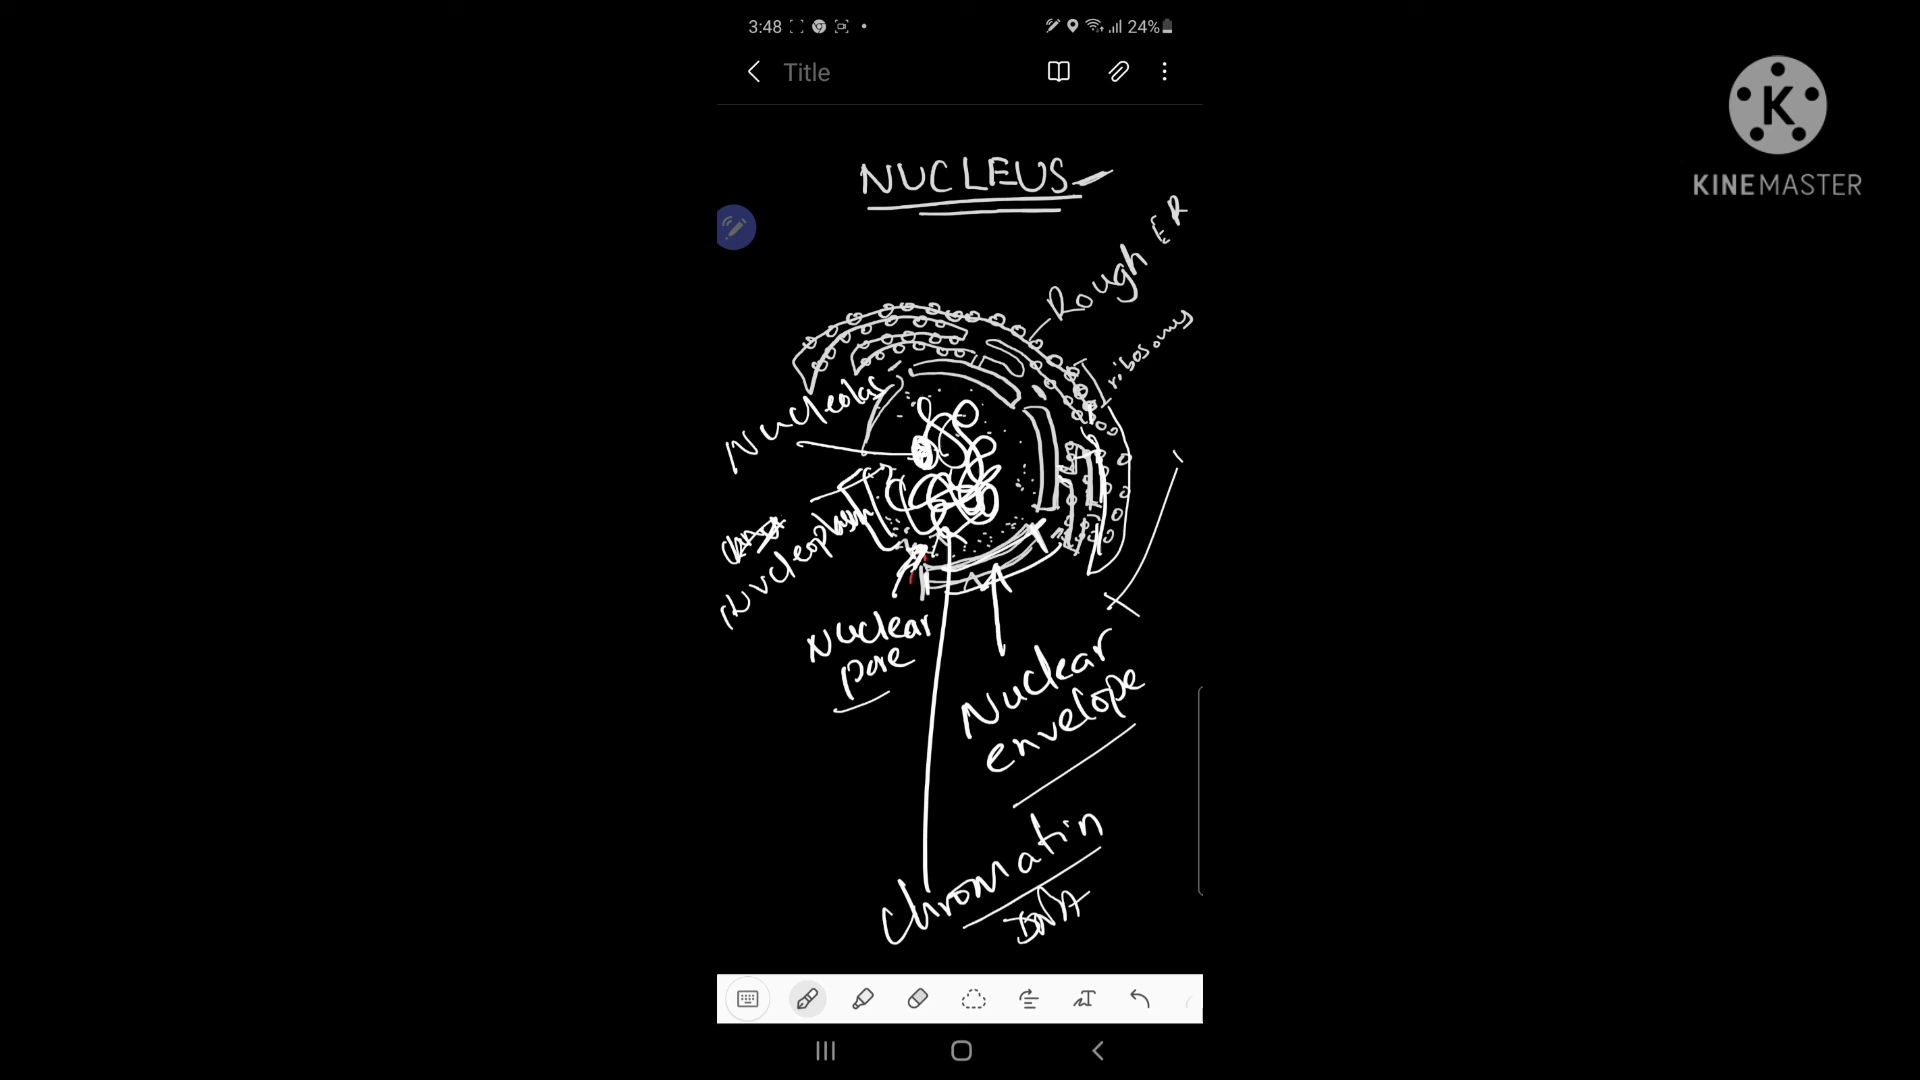 3:48
24%
Title
KINEMASTER
NUCLEUS
Rough ER
ribosomes
Nucleolus
nucleoplasm
Nuclear
pore
Nuclear
envelope
Chromatin
DNA